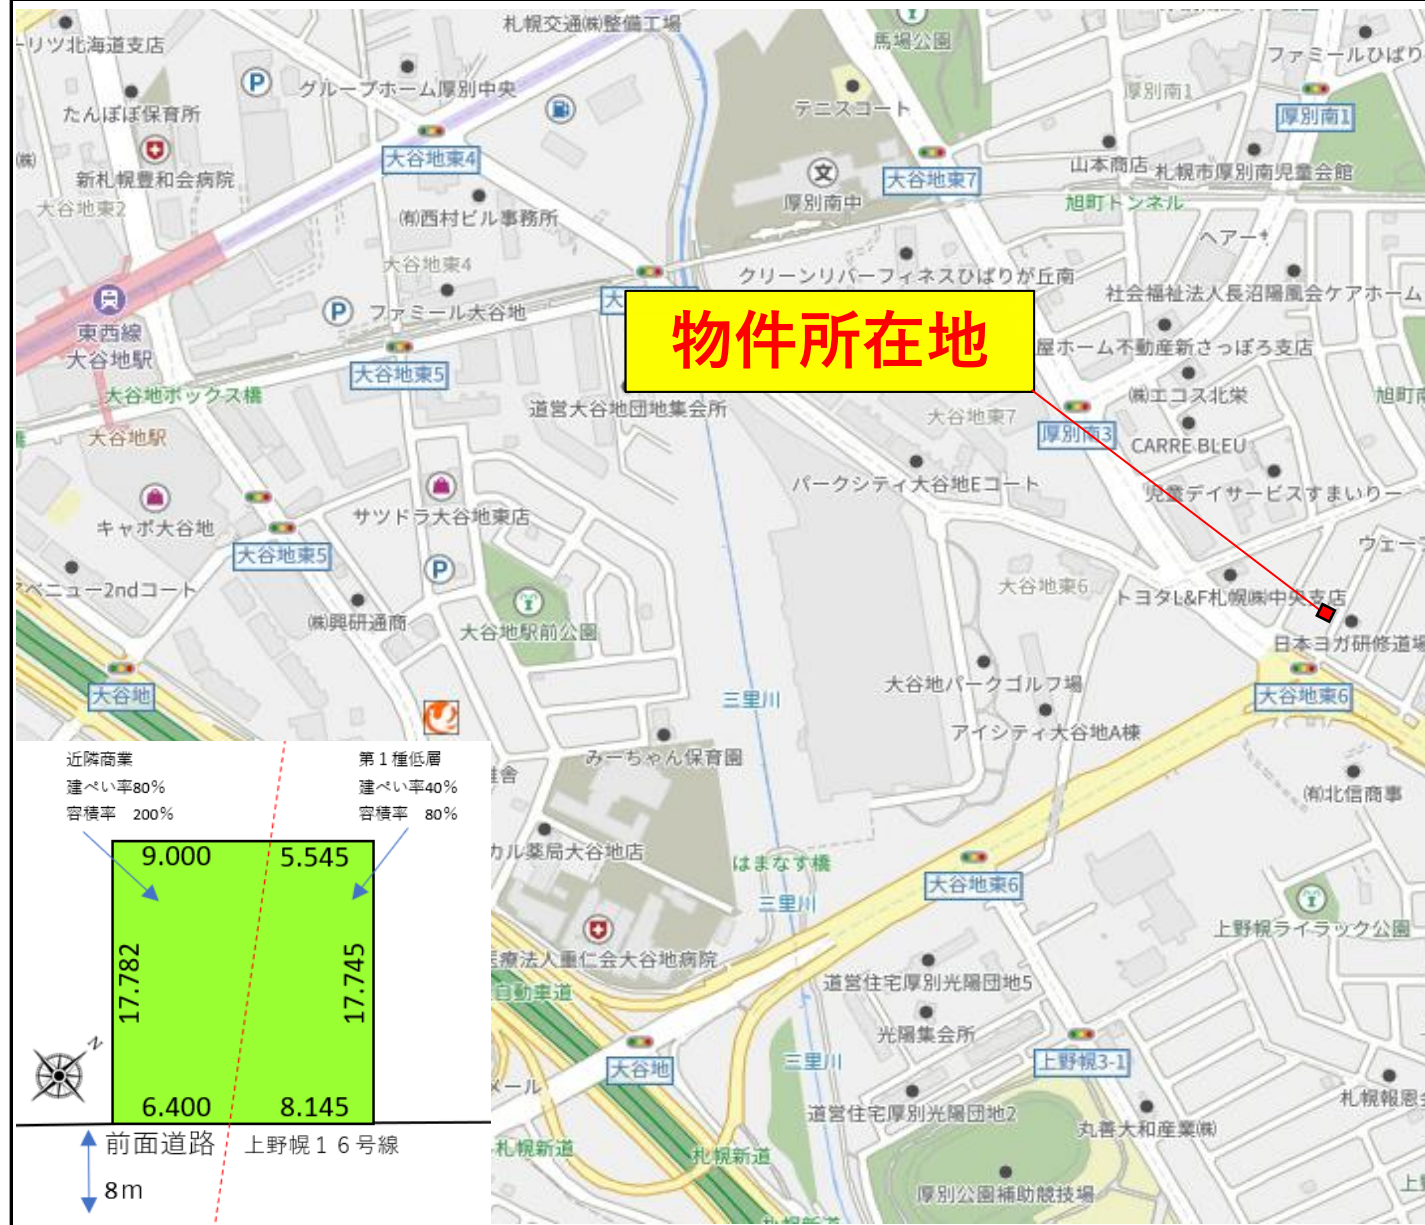 札幌交通㈱整備工場
馬場公園
ーリツ北海道支店
ファミールひばり
グループホーム厚別中央
厚別南1
テニスコート
厚別南1
たんぽぽ保育所
大谷地東4
山本商店
札幌市厚別南児童会館
新札幌豊和会病院
厚別南中
大谷地東7
旭町トンネル
大谷地東2
㈲西村ビル事務所
ヘアー
大谷地東4
クリーンリバーフィネスひばりが丘南
社会福祉法人長沼陽風会ケアホーム
ファミール大谷地
物件所在地
東西線
大谷地駅
屋ホーム不動産新さっぽろ支店
大谷地東5
大谷地ボックス橋
㈱エコス北栄
旭町南
道営大谷地団地集会所
大谷地東7
大谷地駅
厚別南3
CARRE BLEU
パークシティ大谷地Eコート
児童デイサービスすまいりー
キャポ大谷地
サツドラ大谷地東店
大谷地東5
ウェー
ベニュー2ndコート
大谷地東6
トヨタL&F札幌㈱中央支店
㈱興研通商
大谷地駅前公園
日本ヨガ研修道場
大谷地
大谷地パークゴルフ場
大谷地東6
三里川
アイシティ大谷地A棟
みーちゃん保育園
㈲北信商事
近隣商業
建ぺい率80%
容積率 200%
第1種低層
建ぺい率40%
容積率 80%
9.000
5.545
17.782
17.745
6.400
8.145
N
前面道路 上野幌16号線
8m
カル薬局大谷地店
はまなす橋
大谷地東6
三里川
上野幌ライラック公園
医療法人重仁会大谷地病院
自動車道
道営住宅厚別光陽団地5
光陽集会所
大谷地
三里川
上野幌3-1
メール
道営住宅厚別光陽団地2
丸善大和産業㈱
札幌報恩会
札幌新道
札幌新道
厚別公園補助競技場
札幌新道